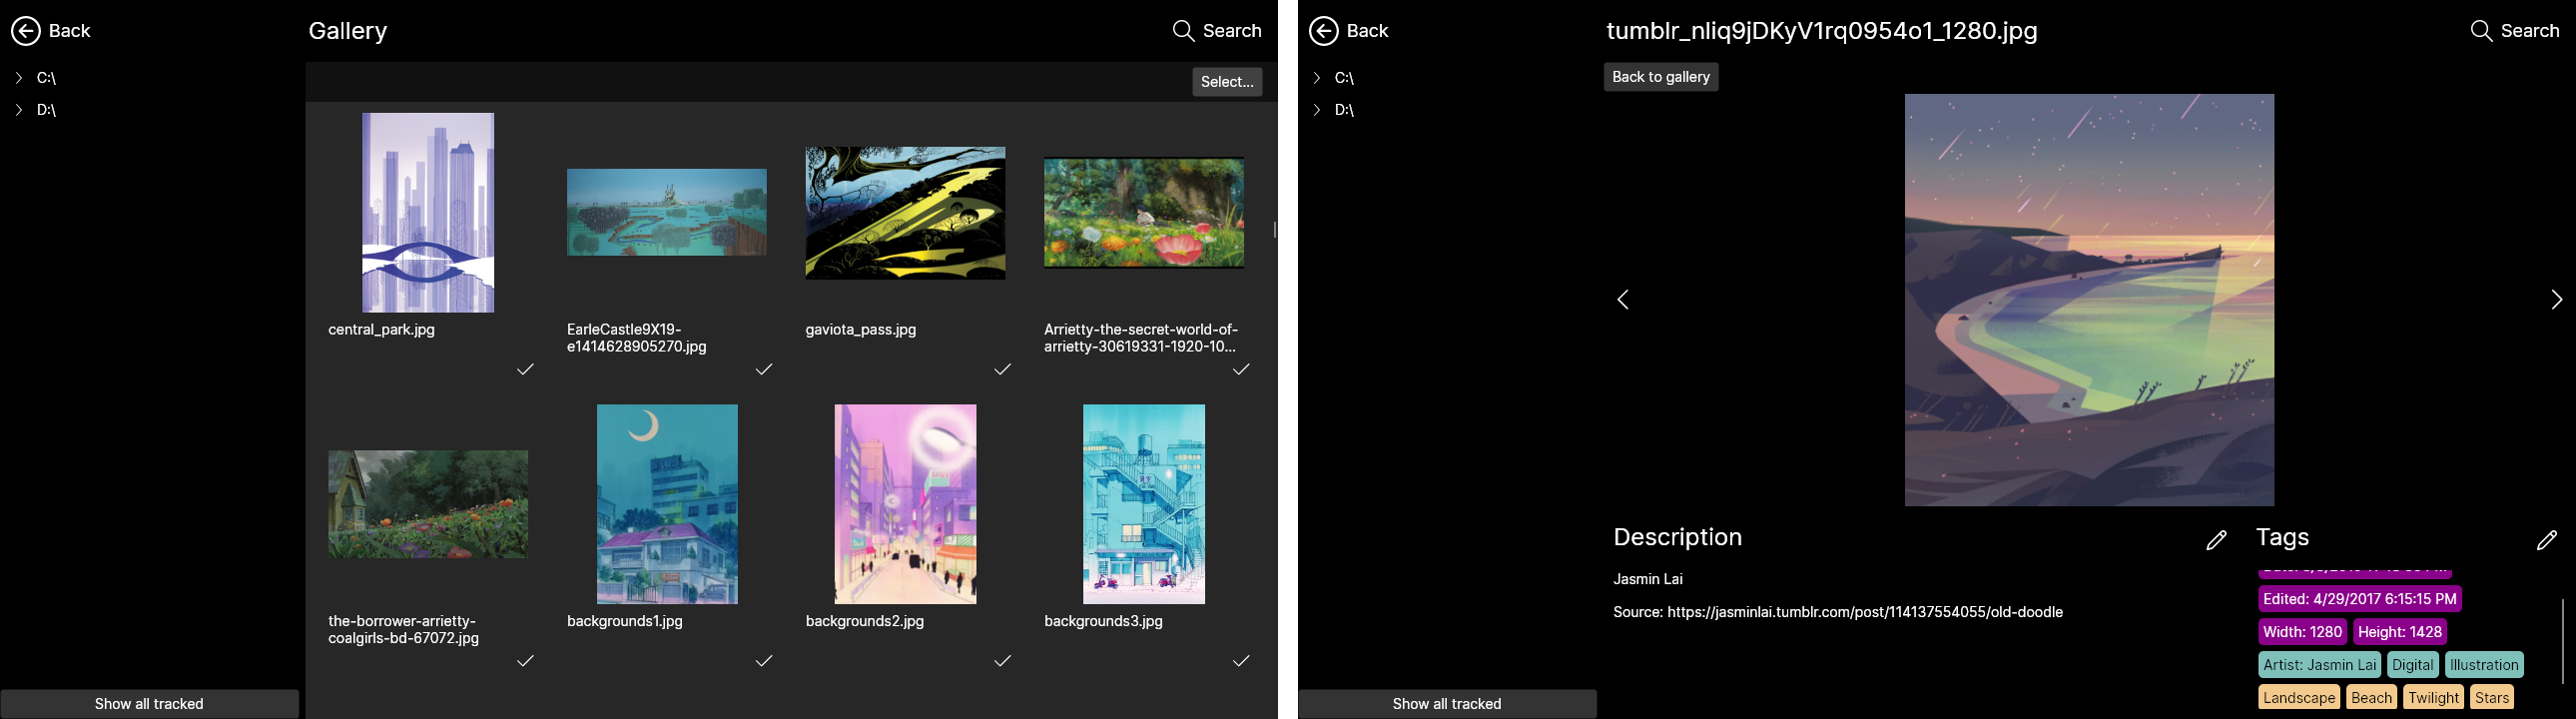 Back
Gallery
Search
C:\
D:\
Select...
central_park.jpg
EarleCastle9X19-
e1414628905270.jpg
gaviota_pass.jpg
Arrietty-the-secret-world-of-
arrietty-30619331-1920-10...
the-borrower-arrietty-
coalgirls-bd-67072.jpg
backgrounds1.jpg
backgrounds2.jpg
backgrounds3.jpg
Show all tracked
Back
tumblr_nliq9jDKyV1rq0954o1_1280.jpg
Search
C:\
D:\
Back to gallery
Description
Jasmin Lai
Source: https://jasminlai.tumblr.com/post/114137554055/old-doodle
Tags
Edited: 4/29/2017 6:15:15 PM
Width: 1280 Height: 1428
Artist: Jasmin Lai Digital Illustration
Landscape Beach Twilight Stars
Show all tracked